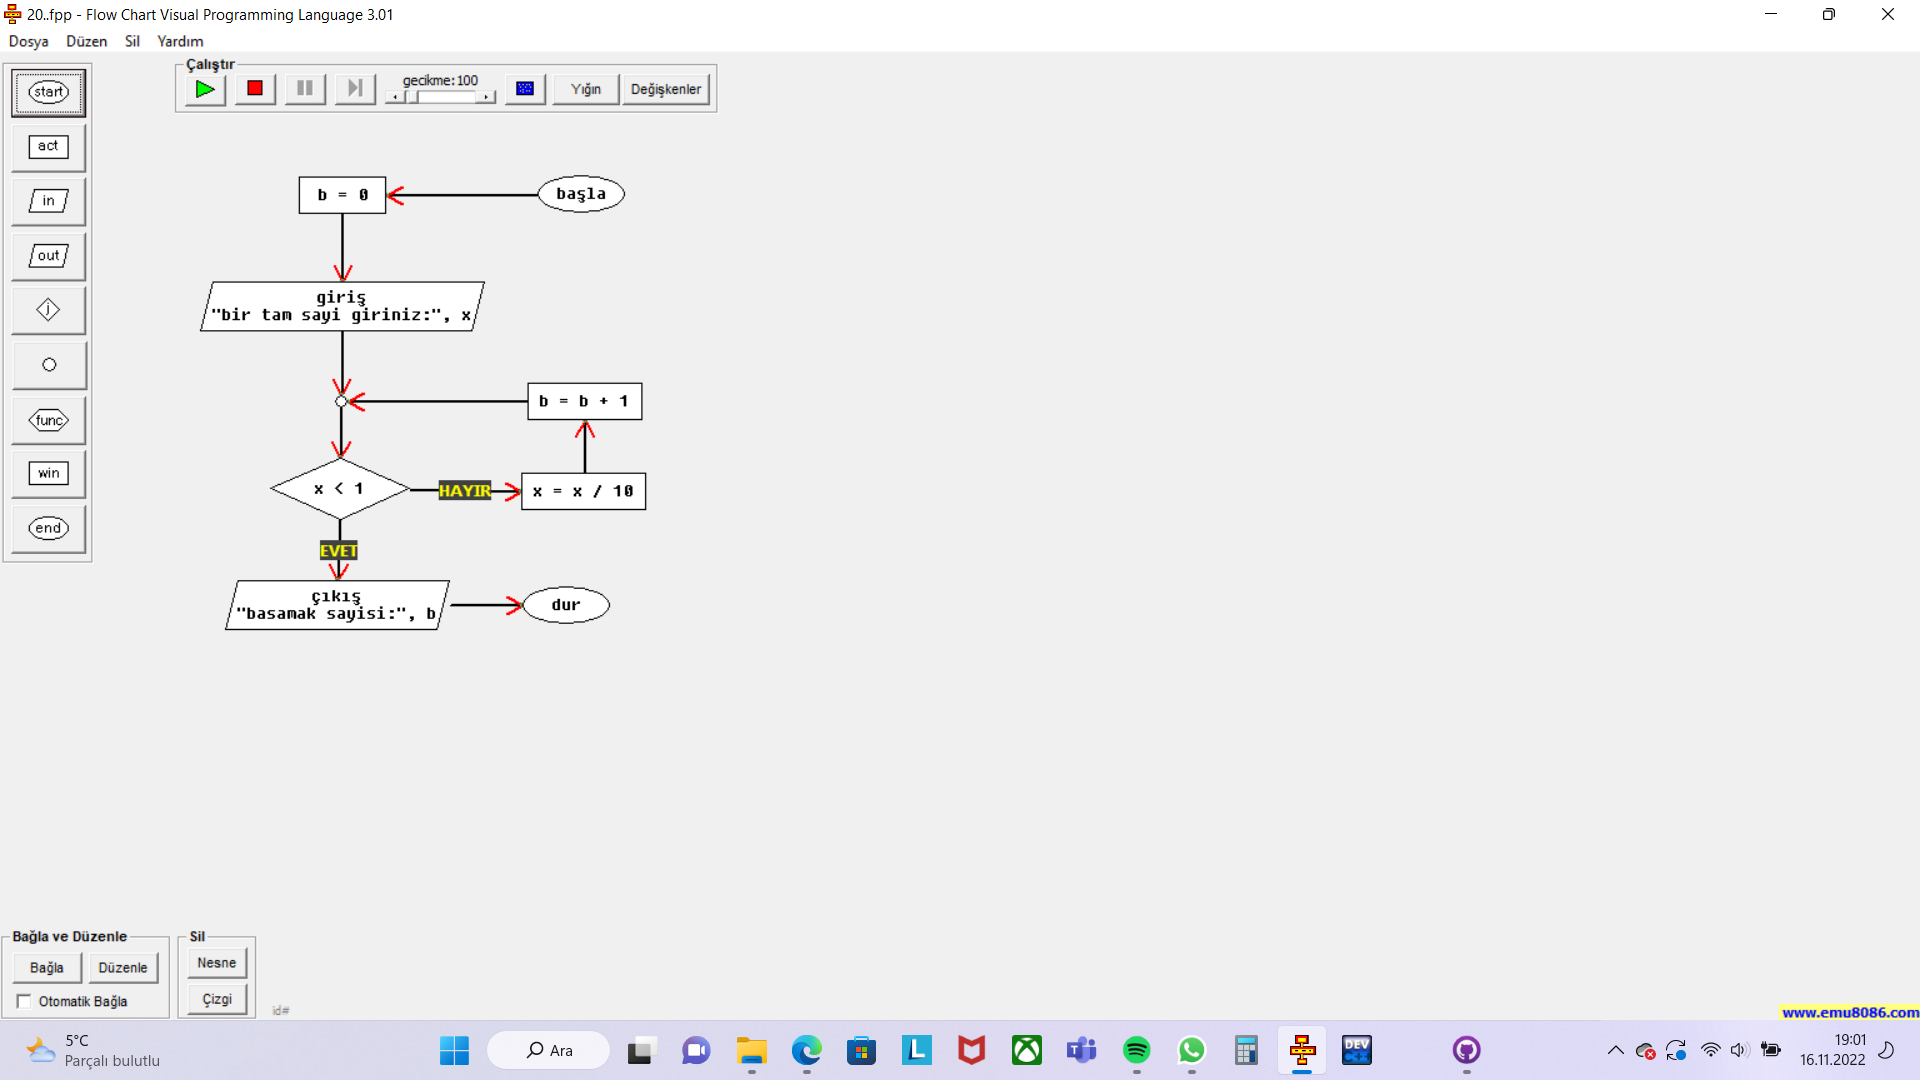 20..fpp - Flow Chart Visual Programming Language 3.01
Dosya Düzen Sil Yardım
Çalıştır
gecikme:100
Yığın
Değişkenler
start
act
in
out
j
func
win
end
b = 0
başla
giriş
"bir tam sayi giriniz:", x
b = b + 1
x < 1
HAYIR
x = x / 10
EVET
çıkış
"basamak sayisi:", b
dur
Bağla ve Düzenle
Bağla
Düzenle
Otomatik Bağla
Sil
Nesne
Çizgi
id#
www.emu8086.com
5°C
Parçalı bulutlu
Ara
L
DEV
C++
19:01
16.11.2022